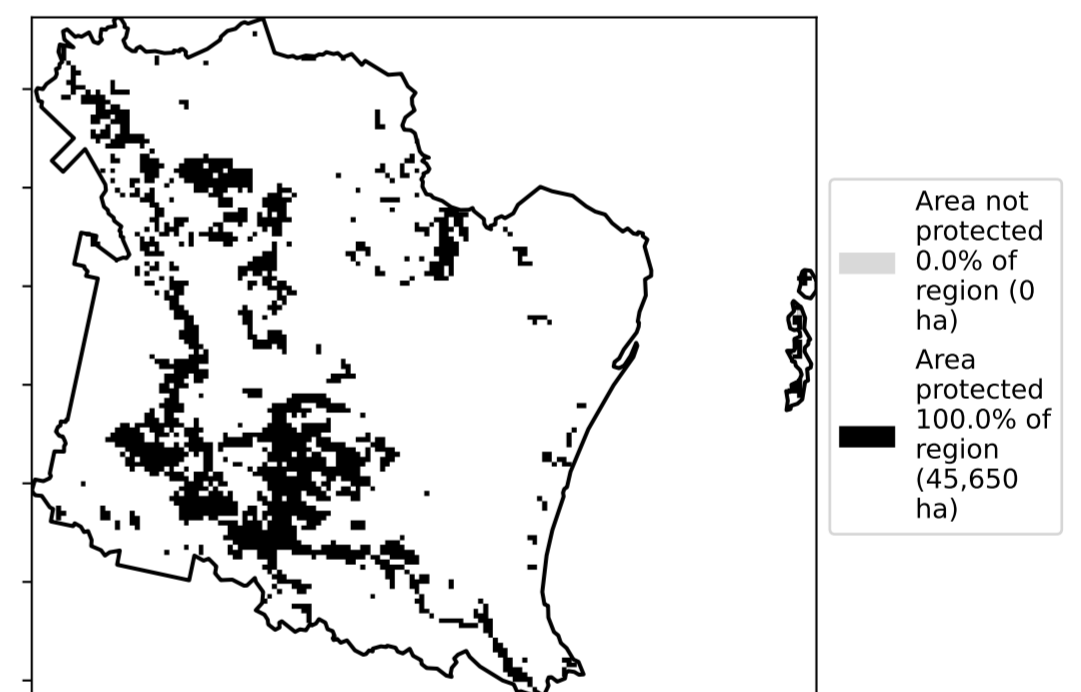 Area not
protected
0.0% of
region (0
ha)
Area
protected
100.0% of
region
(45,650
ha)